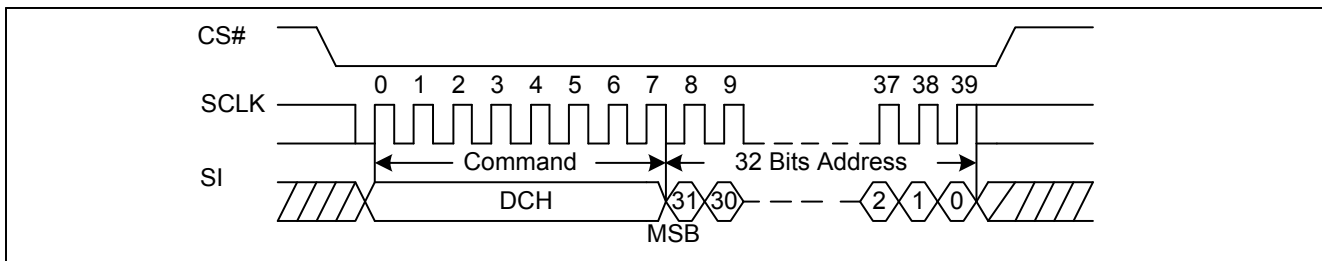 CS#
0 1 2 3 4 5 6 7 8 9 37 38 39
SCLK
Command 32 Bits Address
SI
DCH 31 30 2 1 0
MSB